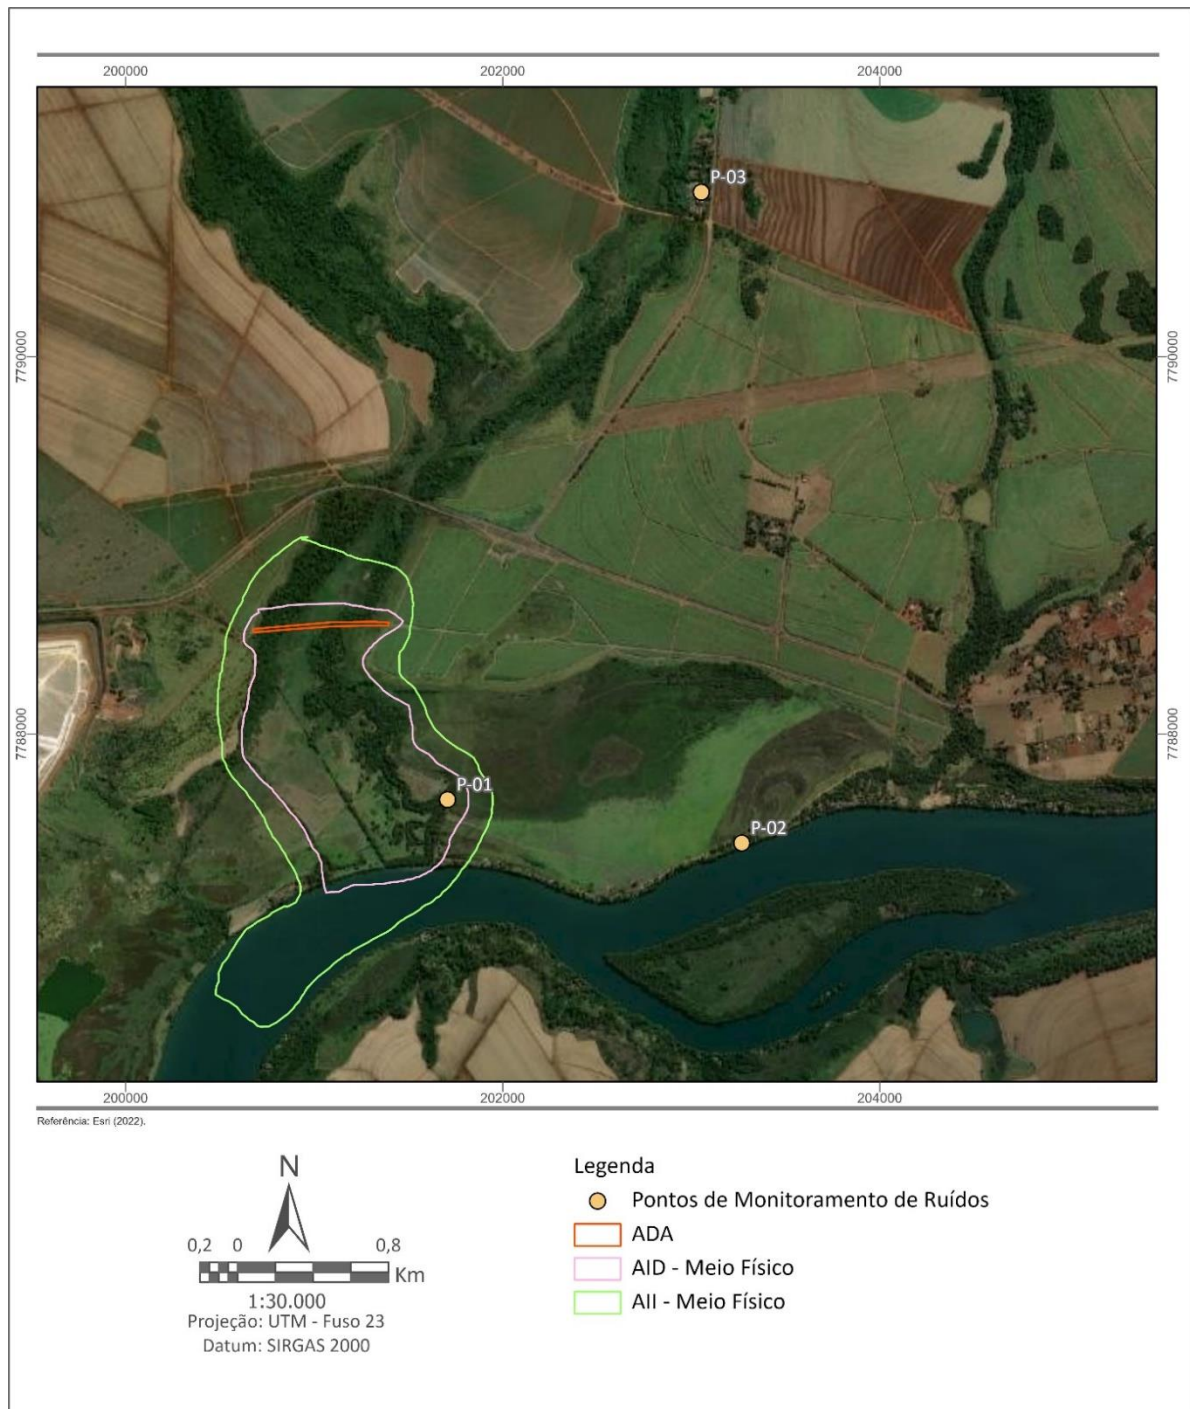 200000 202000 204000
P-03
7790000 7790000
7788000 7788000
P-01
P-02
200000 202000 204000
Referência: Esri (2022).
N
0,2 0 0,8
Km
1:30.000
Projeção: UTM - Fuso 23
Datum: SIRGAS 2000
Legenda
Pontos de Monitoramento de Ruídos
ADA
AID - Meio Físico
AII - Meio Físico